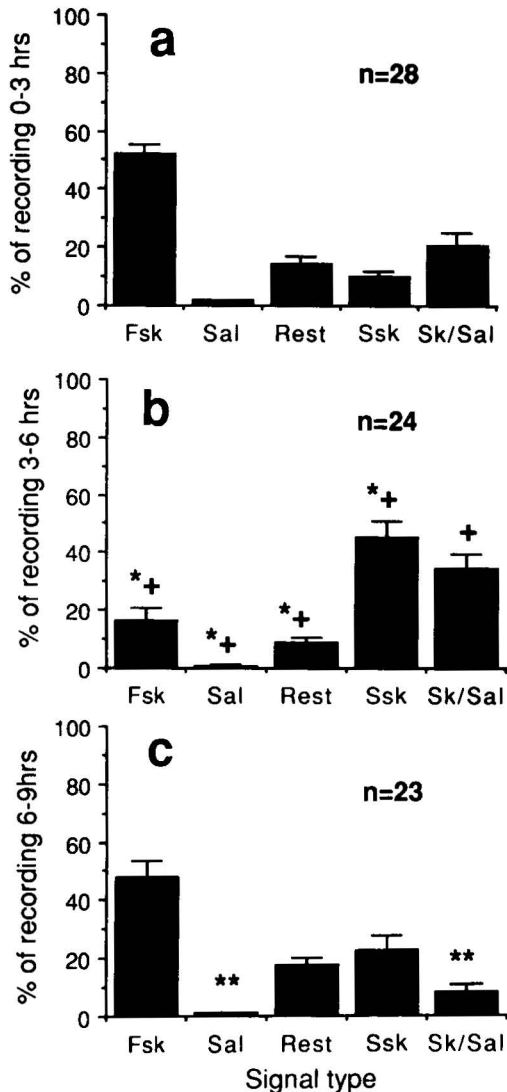 % of recording 0-3 hrs
100
80
60
40
20
0
a
n=28
Fsk Sal Rest Ssk Sk/Sal
% of recording 3-6 hrs
100
80
60
40
20
0
b
n=24
*+ *+ *+ *+ +
Fsk Sal Rest Ssk Sk/Sal
% of recording 6-9hrs
100
80
60
40
20
0
c
n=23
** **
Fsk Sal Rest Ssk Sk/Sal
Signal type